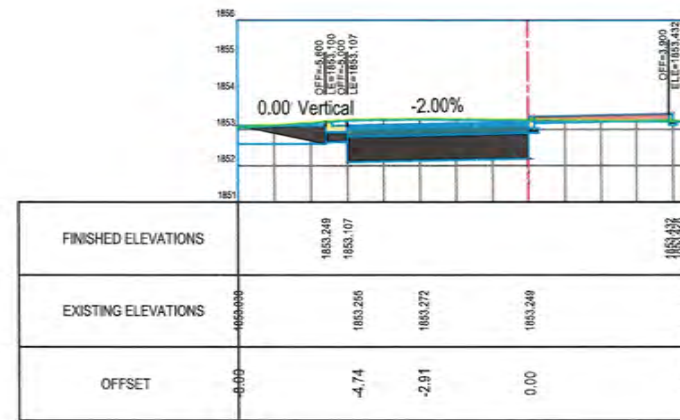 1856
1855
1854
1853
1852
1851
OFF=-5,600
LE=1853,100
OFF=-5,000
LE=1853,107
OFF=3,900
ELE=1853,432
0.00' Vertical
-2.00%
FINISHED ELEVATIONS
1853.249
1853.107
1853.432
EXISTING ELEVATIONS
1853.256
1853.272
1853.249
OFFSET
-4.74
-2.91
0.00